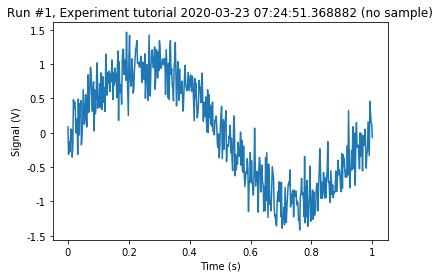 Run #1, Experiment tutorial 2020-03-23 07:24:51.368882 (no sample)
1.5
1
0.5
0
-0.5
-1
-1.5
Signal (V)
0 0.2 0.4 0.6 0.8 1
Time (s)